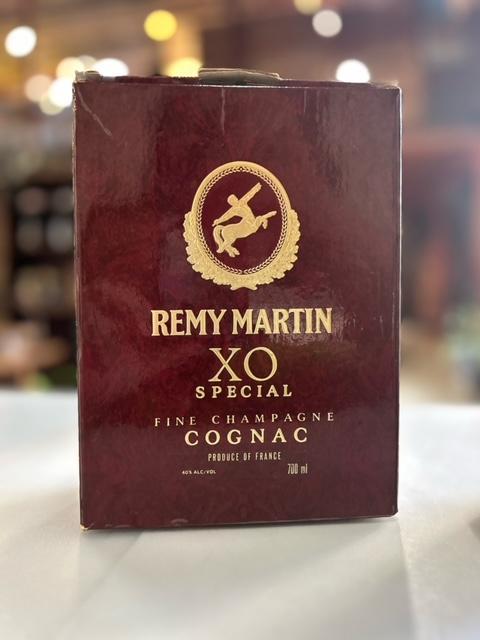 REMY MARTIN
XO
SPECIAL
FINE CHAMPAGNE
COGNAC
PRODUCE OF FRANCE
40% ALC/VOL 700 ml